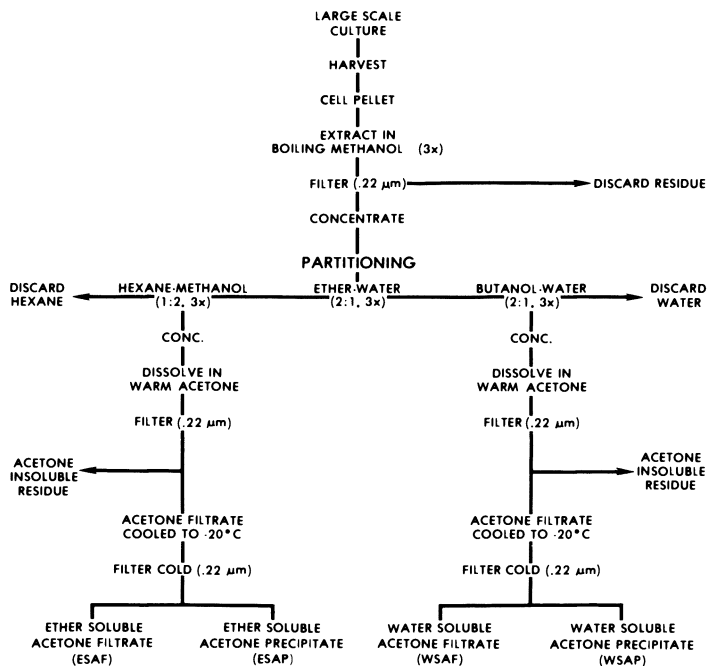 LARGE SCALE
CULTURE
HARVEST
CELL PELLET
EXTRACT IN
BOILING METHANOL (3x)
FILTER (.22 µm)
DISCARD RESIDUE
CONCENTRATE
PARTITIONING
DISCARD
HEXANE
HEXANE-METHANOL
(1:2, 3x)
ETHER-WATER
(2:1, 3x)
BUTANOL-WATER
(2:1, 3x)
DISCARD
WATER
CONC.
DISSOLVE IN
WARM ACETONE
FILTER (.22 µm)
ACETONE
INSOLUBLE
RESIDUE
ACETONE FILTRATE
COOLED TO -20°C
FILTER COLD (.22 µm)
ETHER SOLUBLE
ACETONE FILTRATE
(ESAF)
ETHER SOLUBLE
ACETONE PRECIPITATE
(ESAP)
CONC.
DISSOLVE IN
WARM ACETONE
FILTER (.22 µm)
ACETONE
INSOLUBLE
RESIDUE
ACETONE FILTRATE
COOLED TO -20°C
FILTER COLD (.22 µm)
WATER SOLUBLE
ACETONE FILTRATE
(WSAF)
WATER SOLUBLE
ACETONE PRECIPITATE
(WSAP)